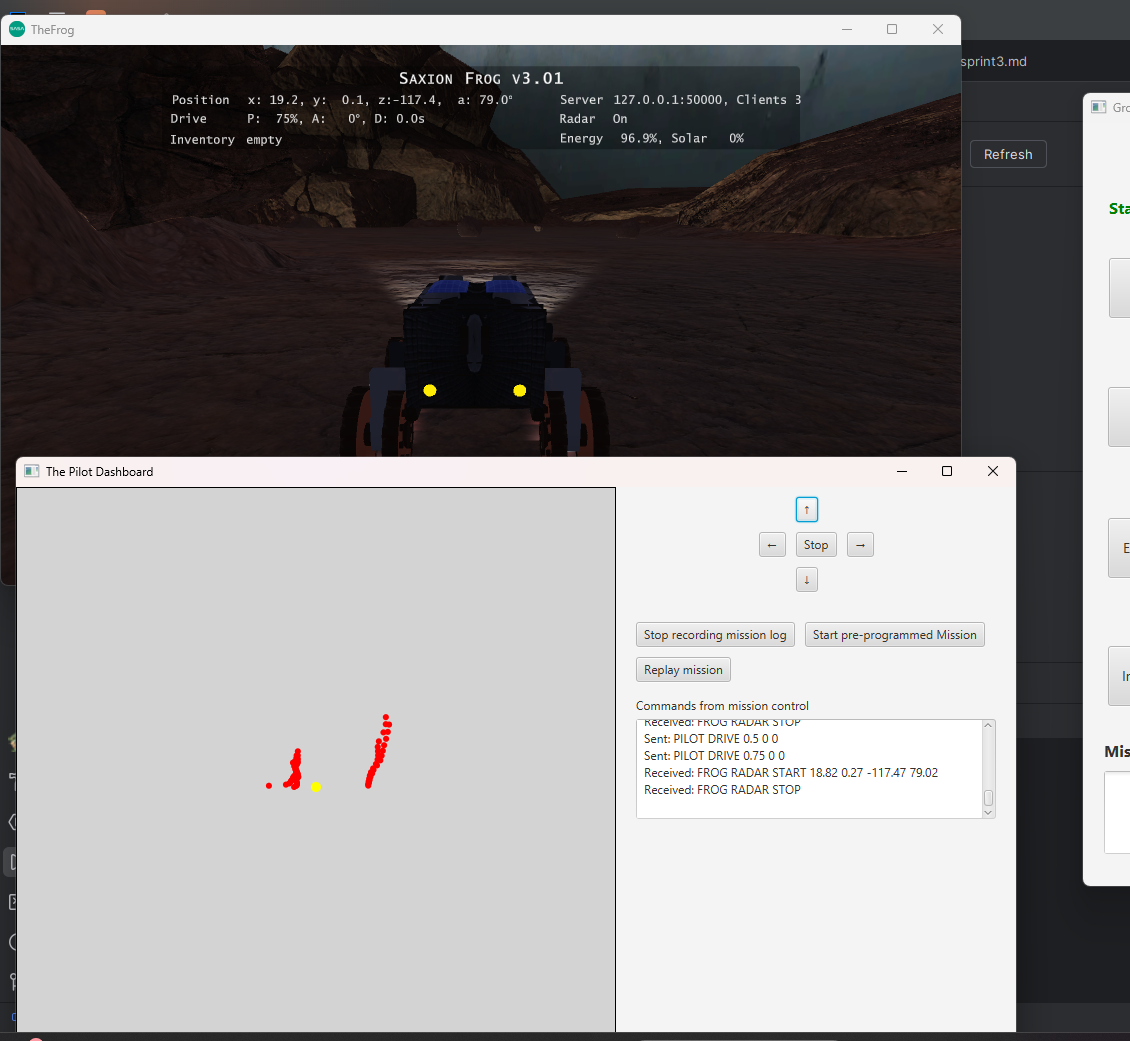 TheFrog
sprint3.md
SAXION FROG V3.01
Position x: 19.2, y: 0.1, z:-117.4, a: 79.0°
Server 127.0.0.1:50000, Clients 3
Drive P: 75%, A: 0°, D: 0.0s
Radar On
Inventory empty
Energy 96.9%, Solar 0%
Gro
Refresh
Sta
The Pilot Dashboard
↑
← Stop →
↓
Stop recording mission log
Start pre-programmed Mission
Replay mission
Commands from mission control
Received: FROG RADAR STOP
Sent: PILOT DRIVE 0.5 0 0
Sent: PILOT DRIVE 0.75 0 0
Received: FROG RADAR START 18.82 0.27 -117.47 79.02
Received: FROG RADAR STOP
E
In
Mis